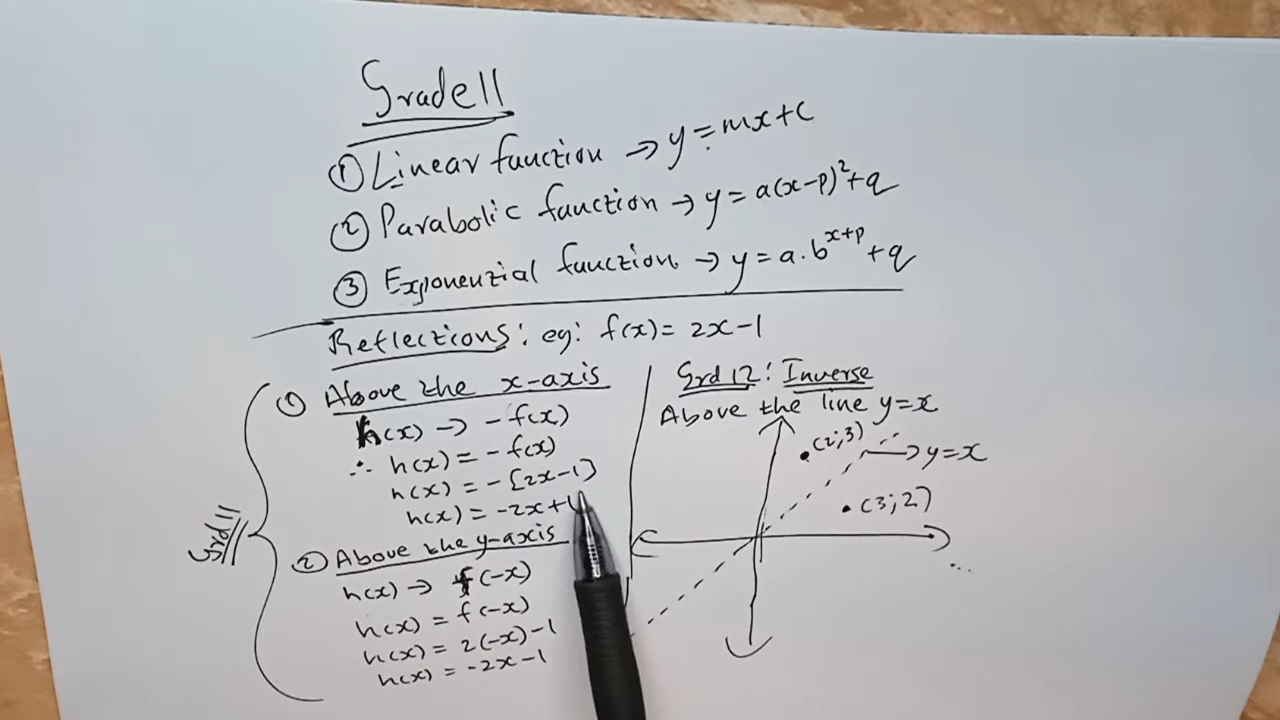 Grade 11
① Linear function → y = mx+c
② Parabolic function → y = a(x-p)²+q
③ Exponential function → y = a.b^{x+p} + q
Reflections: eg: f(x) = 2x-1
① Above the x-axis
h(x) → -f(x)
∴ h(x) = -f(x)
h(x) = -[2x-1]
h(x) = -2x+1
② Above the y-axis
h(x) → f(-x)
h(x) = f(-x)
h(x) = 2(-x)-1
h(x) = -2x-1
Grd 11
Grd 12: Inverse
Above the line y=x
(2;3)
→ y=x
(3;2)
...